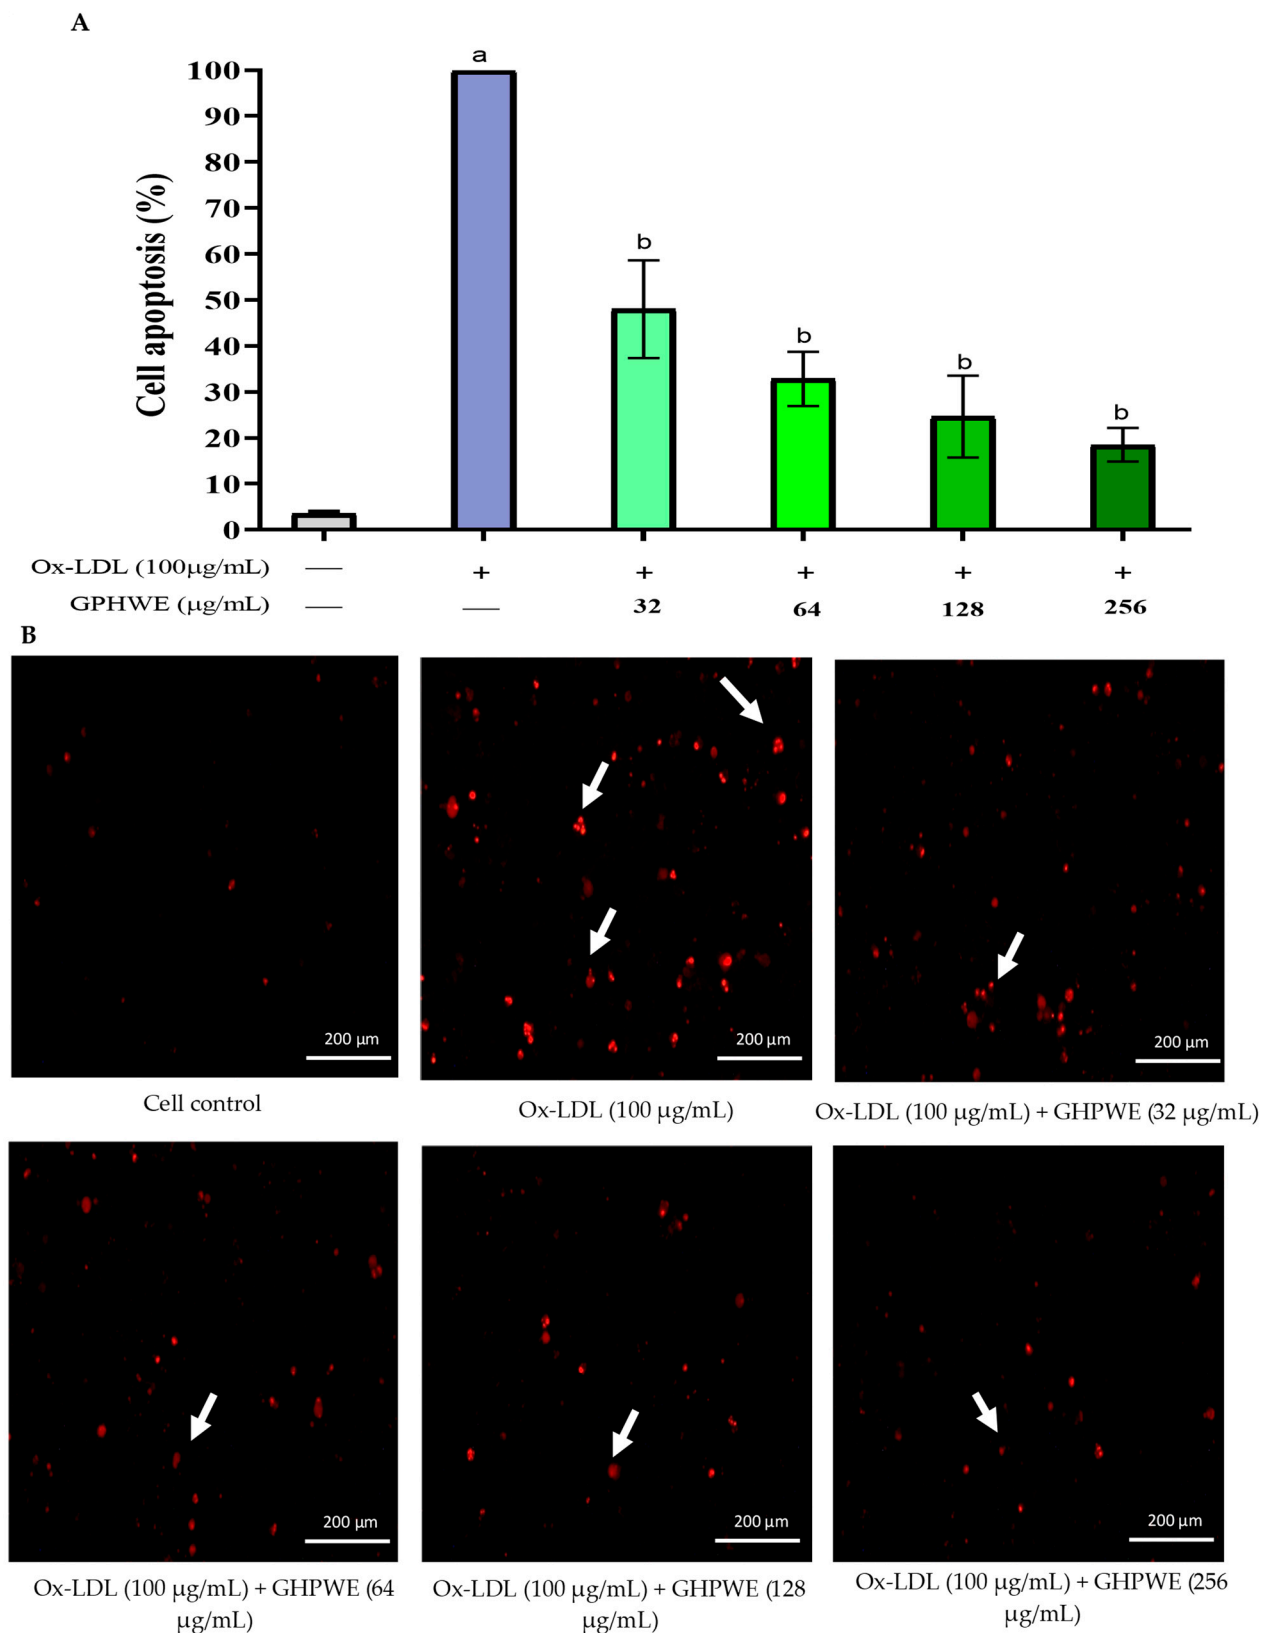 A
a
100
90
80
70
60
50
40
30
20
10
0
Cell apoptosis (%)
b
b
b
b
Ox-LDL (100µg/mL) — + + + + +
GPHWE (µg/mL) — — 32 64 128 256
B
200 µm
200 µm
200 µm
Cell control
Ox-LDL (100 µg/mL)
Ox-LDL (100 µg/mL) + GHPWE (32 µg/mL)
200 µm
200 µm
200 µm
Ox-LDL (100 µg/mL) + GHPWE (64
µg/mL)
Ox-LDL (100 µg/mL) + GHPWE (128
µg/mL)
Ox-LDL (100 µg/mL) + GHPWE (256
µg/mL)